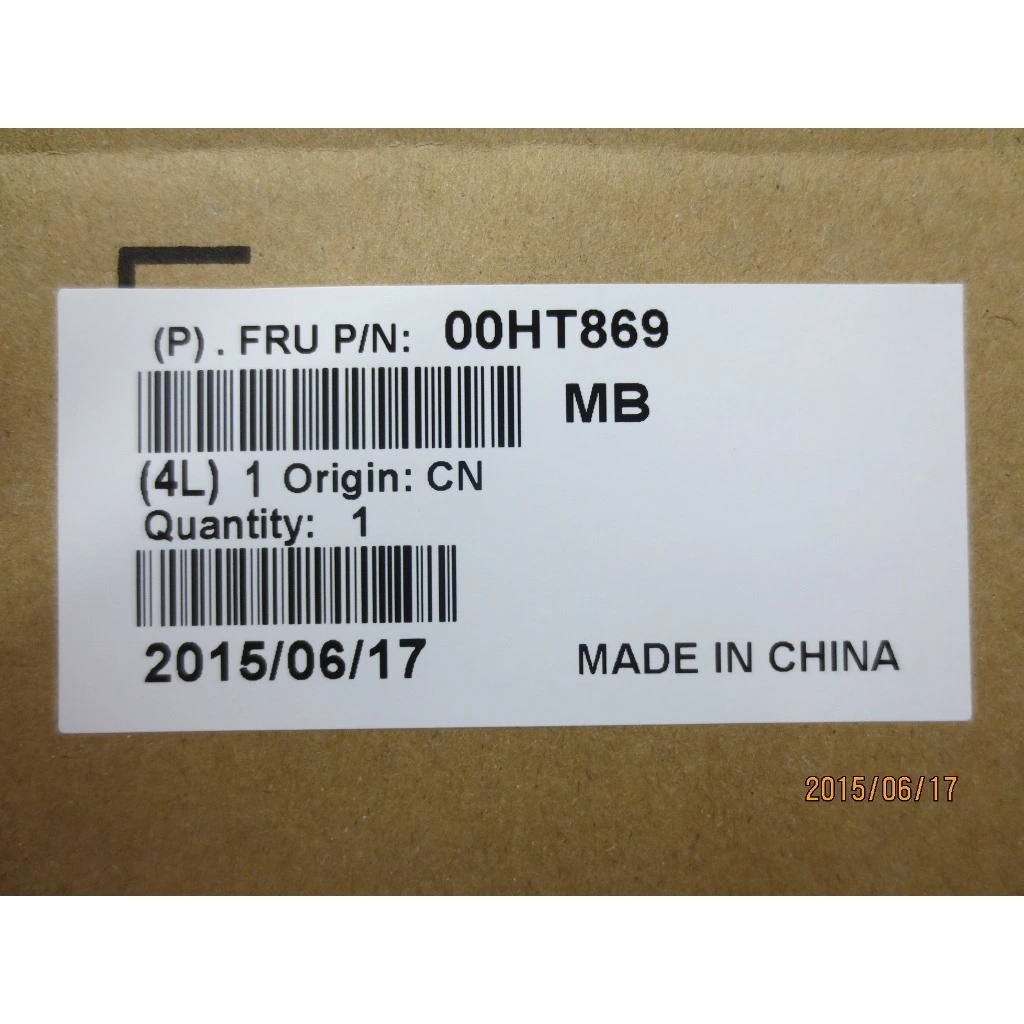 (P) . FRU P/N: 00HT869
MB
(4L) 1 Origin: CN
Quantity: 1
2015/06/17
MADE IN CHINA
2015/06/17